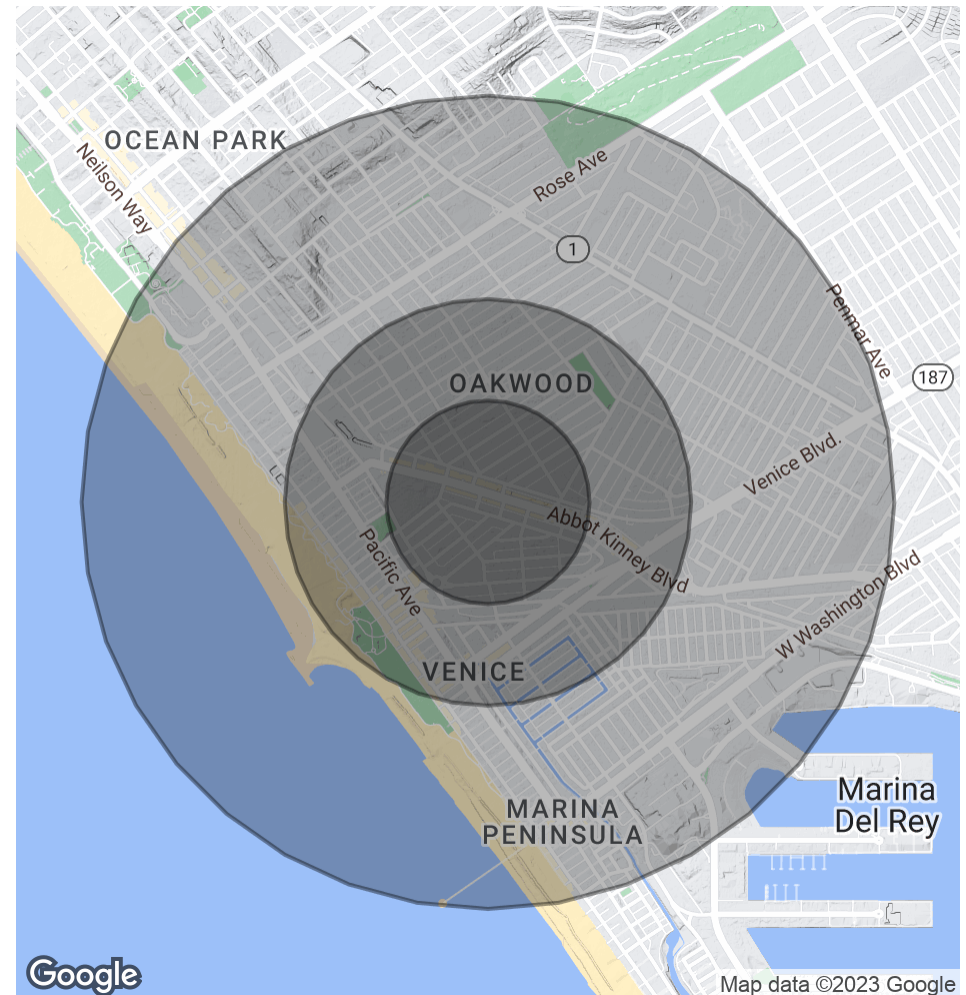 OCEAN PARK
Neilson Way
Rose Ave
1
Penmar Ave
187
OAKWOOD
Venice Blvd.
Abbot Kinney Blvd
Pacific Ave
W Washington Blvd
VENICE
Marina
Del Rey
MARINA
PENINSULA
Google
Map data ©2023 Google